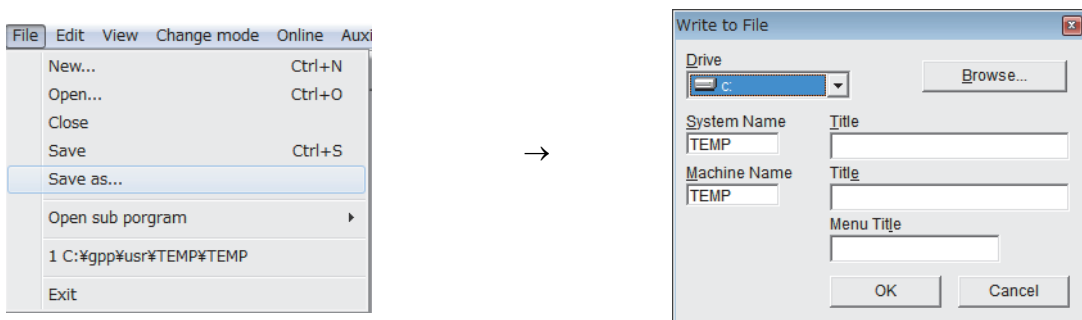 File Edit View Change mode Online Auxi
New... Ctrl+N
Open... Ctrl+O
Close
Save Ctrl+S
Save as...
Open sub porgram
1 C:¥gpp¥usr¥TEMP¥TEMP
Exit
→
Write to File
Drive
C:
Browse...
System Name Title
TEMP
Machine Name Title
TEMP
Menu Title
OK Cancel